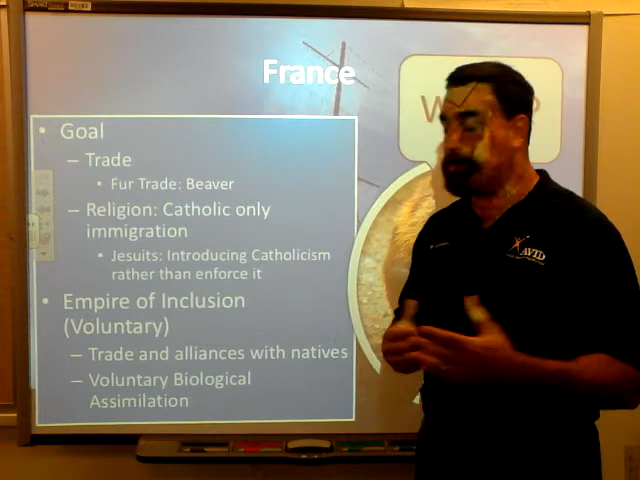 SMART
France
W ?
• Goal
– Trade
• Fur Trade: Beaver
– Religion: Catholic only
immigration
• Jesuits: Introducing Catholicism
rather than enforce it
• Empire of Inclusion
(Voluntary)
– Trade and alliances with natives
– Voluntary Biological
Assimilation
AVID